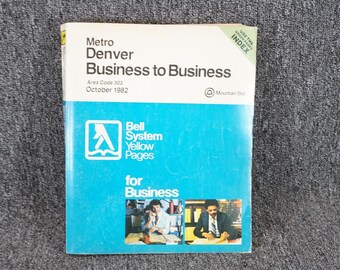 Metro
Denver
Business to Business
Area Code 303
October 1982
Mountain Bell
INDEX
Bell
System
Yellow
Pages
for
Business